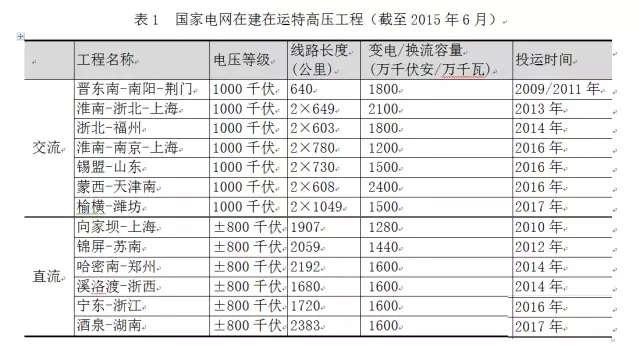 表 1 国家电网在建在运特高压工程（截至 2015 年 6 月）
工程名称 电压等级 线路长度(公里) 变电/换流容量(万千伏安/万千瓦) 投运时间
交流
晋东南-南阳-荆门 1000 千伏 640 1800 2009/2011 年
淮南-浙北-上海 1000 千伏 2×649 2100 2013 年
浙北-福州 1000 千伏 2×603 1800 2014 年
淮南-南京-上海 1000 千伏 2×780 1200 2016 年
锡盟-山东 1000 千伏 2×730 1500 2016 年
蒙西-天津南 1000 千伏 2×608 2400 2016 年
榆横-潍坊 1000 千伏 2×1049 1500 2017 年
直流
向家坝-上海 ±800 千伏 1907 1280 2010 年
锦屏-苏南 ±800 千伏 2059 1440 2012 年
哈密南-郑州 ±800 千伏 2192 1600 2014 年
溪洛渡-浙西 ±800 千伏 1680 1600 2014 年
宁东-浙江 ±800 千伏 1720 1600 2016 年
酒泉-湖南 ±800 千伏 2383 1600 2017 年